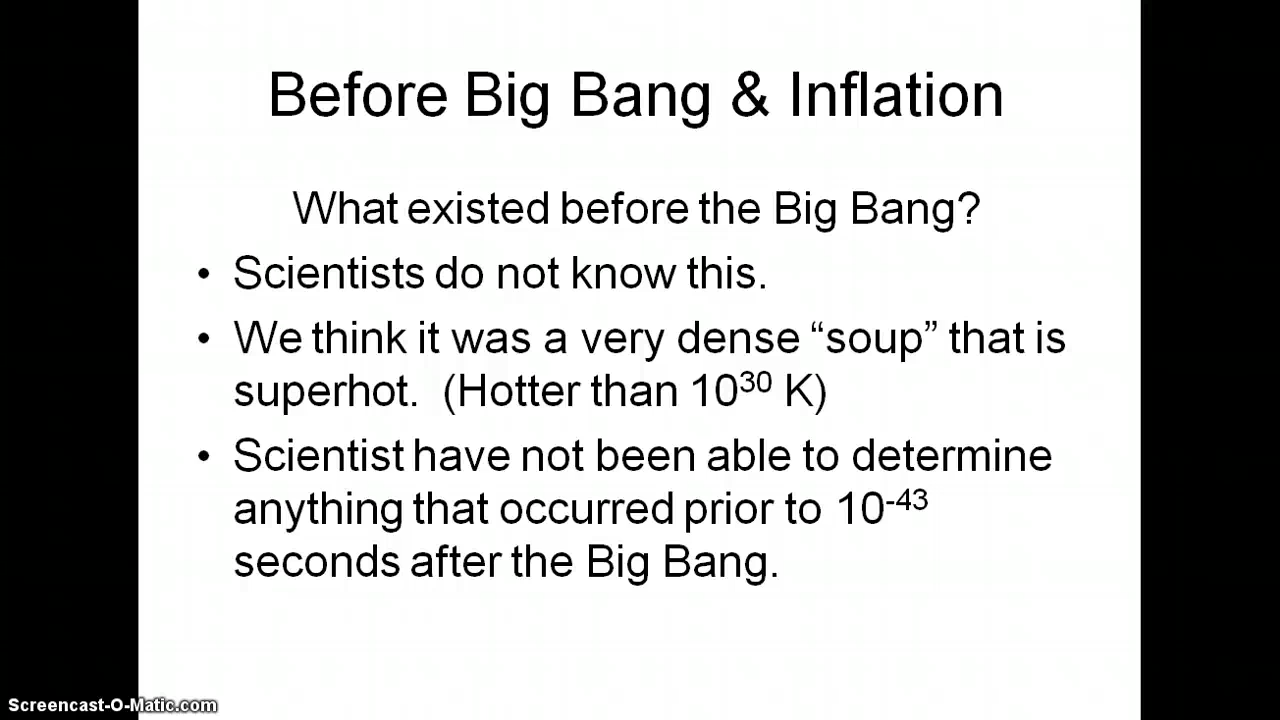 Before Big Bang & Inflation
What existed before the Big Bang?
• Scientists do not know this.
• We think it was a very dense “soup” that is
superhot. (Hotter than 10³⁰ K)
• Scientist have not been able to determine
anything that occurred prior to 10⁻⁴³
seconds after the Big Bang.
Screencast-O-Matic.com